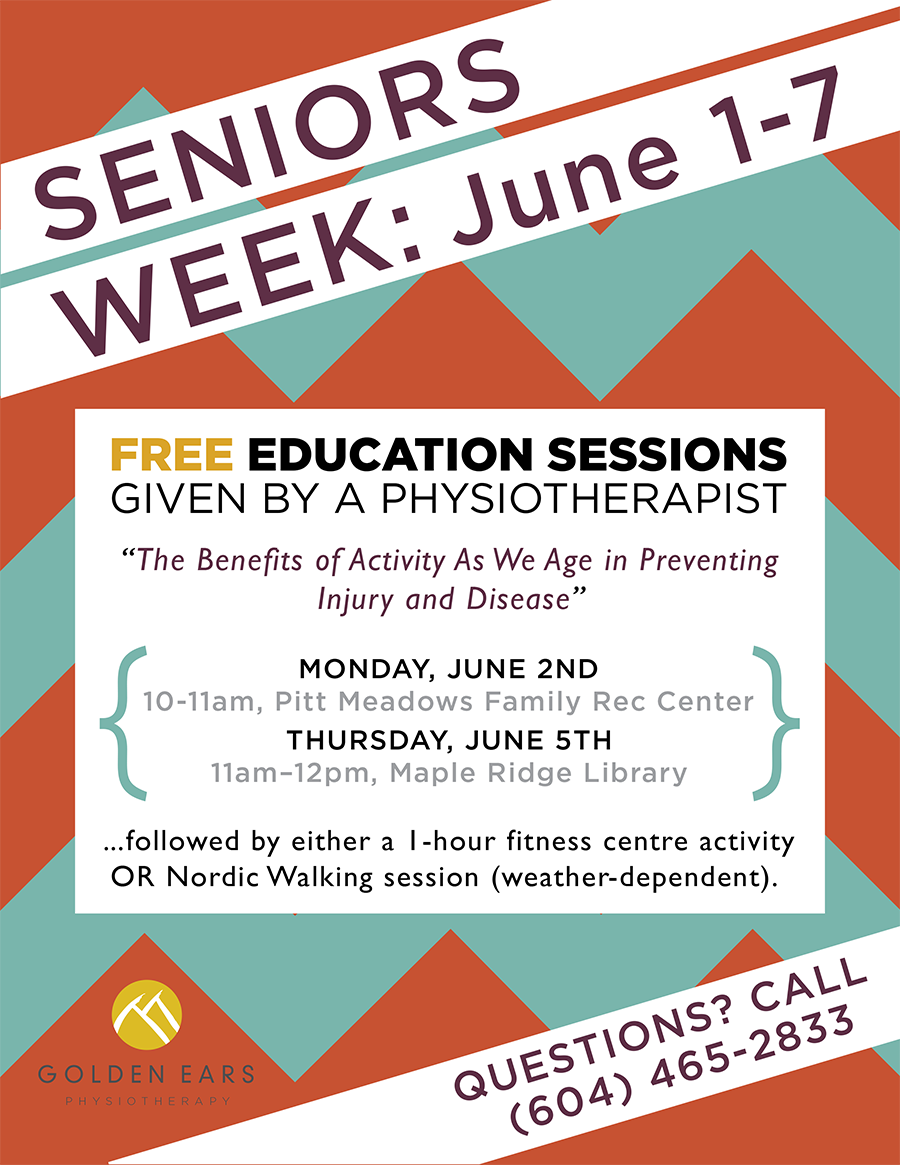 SENIORS
WEEK: June 1-7
FREE EDUCATION SESSIONS
GIVEN BY A PHYSIOTHERAPIST
“The Benefits of Activity As We Age in Preventing
Injury and Disease”
MONDAY, JUNE 2ND
10-11am, Pitt Meadows Family Rec Center
THURSDAY, JUNE 5TH
11am–12pm, Maple Ridge Library
...followed by either a 1-hour fitness centre activity
OR Nordic Walking session (weather-dependent).
GOLDEN EARS
PHYSIOTHERAPY
QUESTIONS? CALL
(604) 465-2833